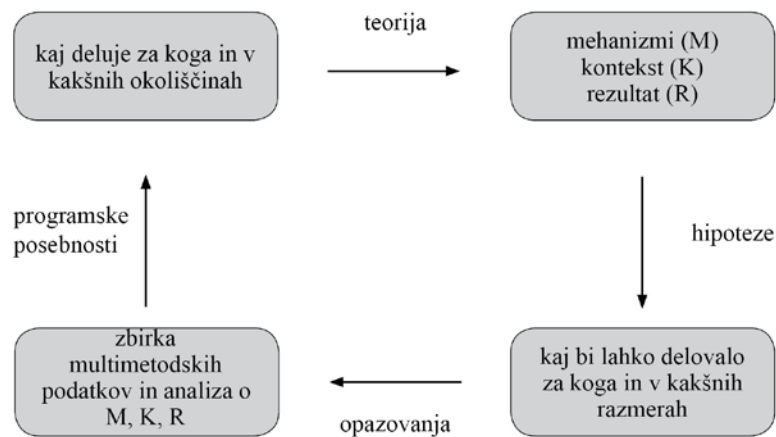 kaj deluje za koga in v
kakšnih okoliščinah
teorija
mehanizmi (M)
kontekst (K)
rezultat (R)
hipoteze
kaj bi lahko delovalo
za koga in v kakšnih
razmerah
opazovanja
zbirka
multimetodskih
podatkov in analiza o
M, K, R
programske
posebnosti